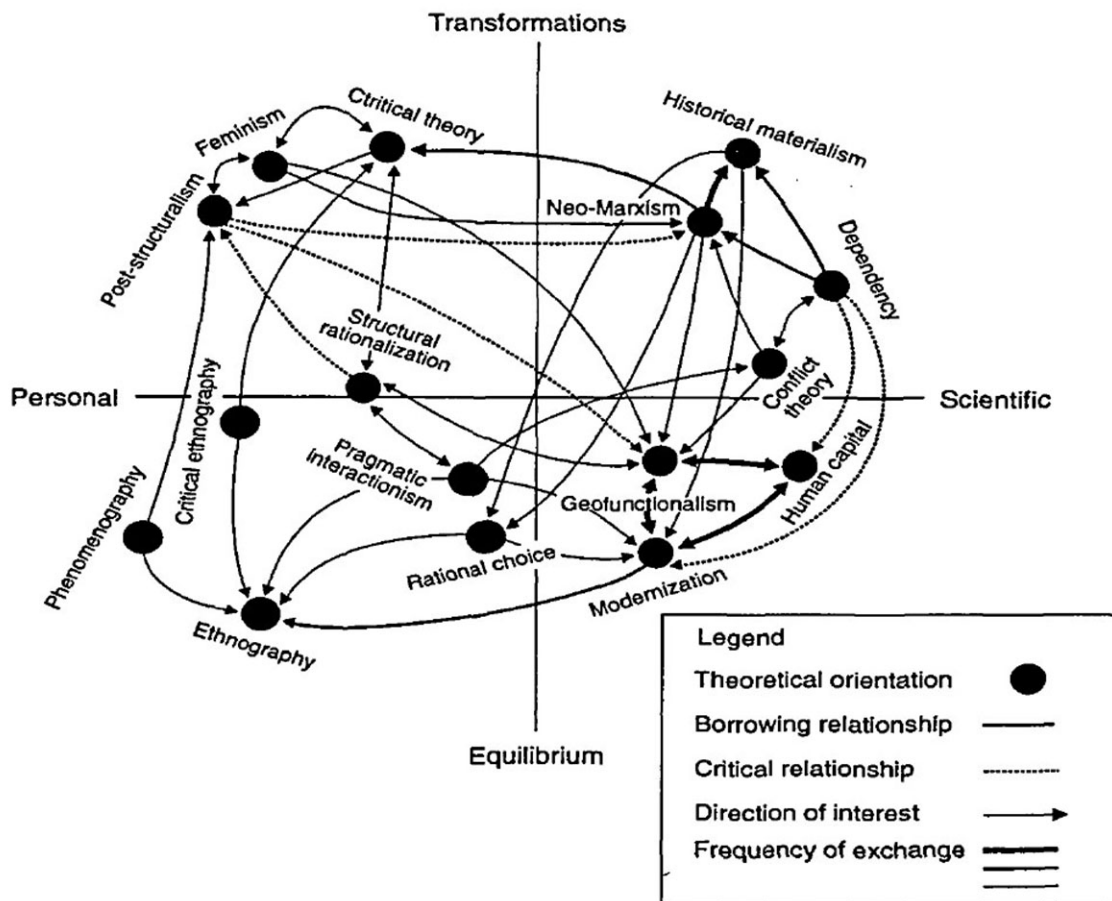 Transformations
Ctritical theory
Feminism
Historical materialism
Post-structuralism
Neo-Marxism
Dependency
Structural
rationalization
Personal
Scientific
Conflict
theory
Critical ethnography
Pragmatic
interactionism
Human capital
Geofunctionalism
Phenomenography
Rational choice
Modernization
Ethnography
Equilibrium
Legend
Theoretical orientation
Borrowing relationship
Critical relationship
Direction of interest
Frequency of exchange